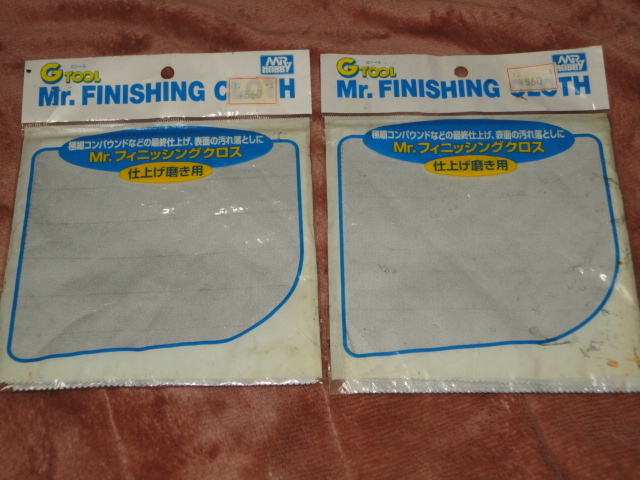 G TOOL
MR HOBBY
Mr. FINISHING CLOTH
極細コンパウンドなどの最終仕上げ、表面の汚れ落としに
Mr.フィニッシングクロス
仕上げ磨き用
G TOOL
MR HOBBY
Mr. FINISHING CLOTH
¥560
極細コンパウンドなどの最終仕上げ、表面の汚れ落としに
Mr.フィニッシングクロス
仕上げ磨き用